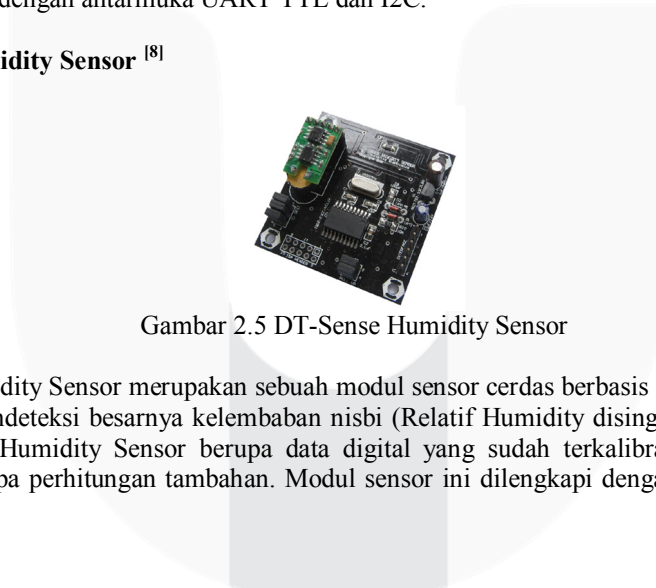 dengan antarmuka UART TTL dan I2C.
idity Sensor [8]
Gambar 2.5 DT-Sense Humidity Sensor
dity Sensor merupakan sebuah modul sensor cerdas berbasis
ndeteksi besarnya kelembaban nisbi (Relatif Humidity dising
Humidity Sensor berupa data digital yang sudah terkalibra
pa perhitungan tambahan. Modul sensor ini dilengkapi denga